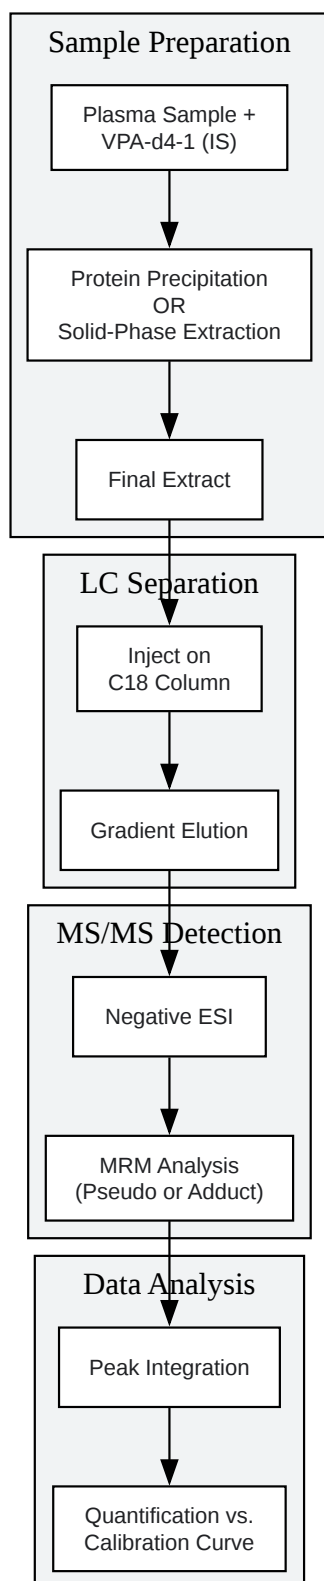 Sample Preparation
Plasma Sample +
VPA-d4-1 (IS)
Protein Precipitation
OR
Solid-Phase Extraction
Final Extract
LC Separation
Inject on
C18 Column
Gradient Elution
MS/MS Detection
Negative ESI
MRM Analysis
(Pseudo or Adduct)
Data Analysis
Peak Integration
Quantification vs.
Calibration Curve